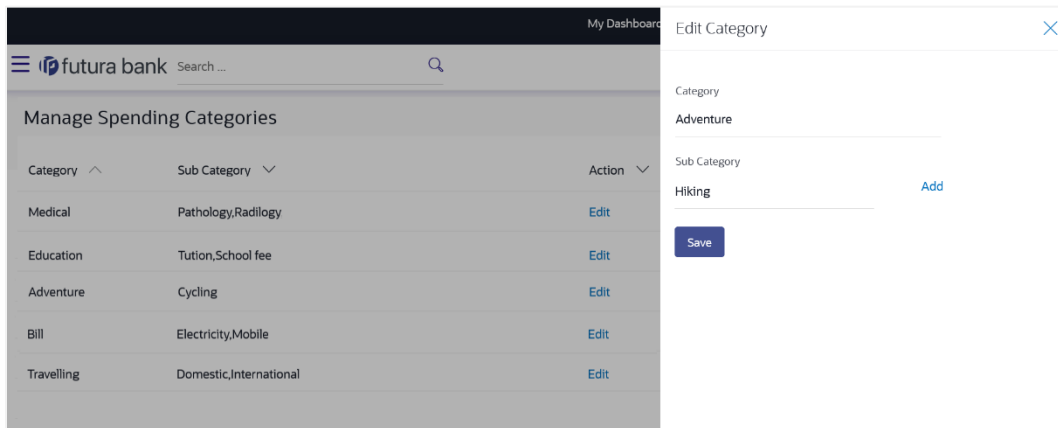 My Dashboard
futura bank Search ...
Manage Spending Categories
Category Sub Category Action
Medical Pathology,Radilogy Edit
Education Tution,School fee Edit
Adventure Cycling Edit
Bill Electricity,Mobile Edit
Travelling Domestic,International Edit
Edit Category
Category
Adventure
Sub Category
Hiking Add
Save